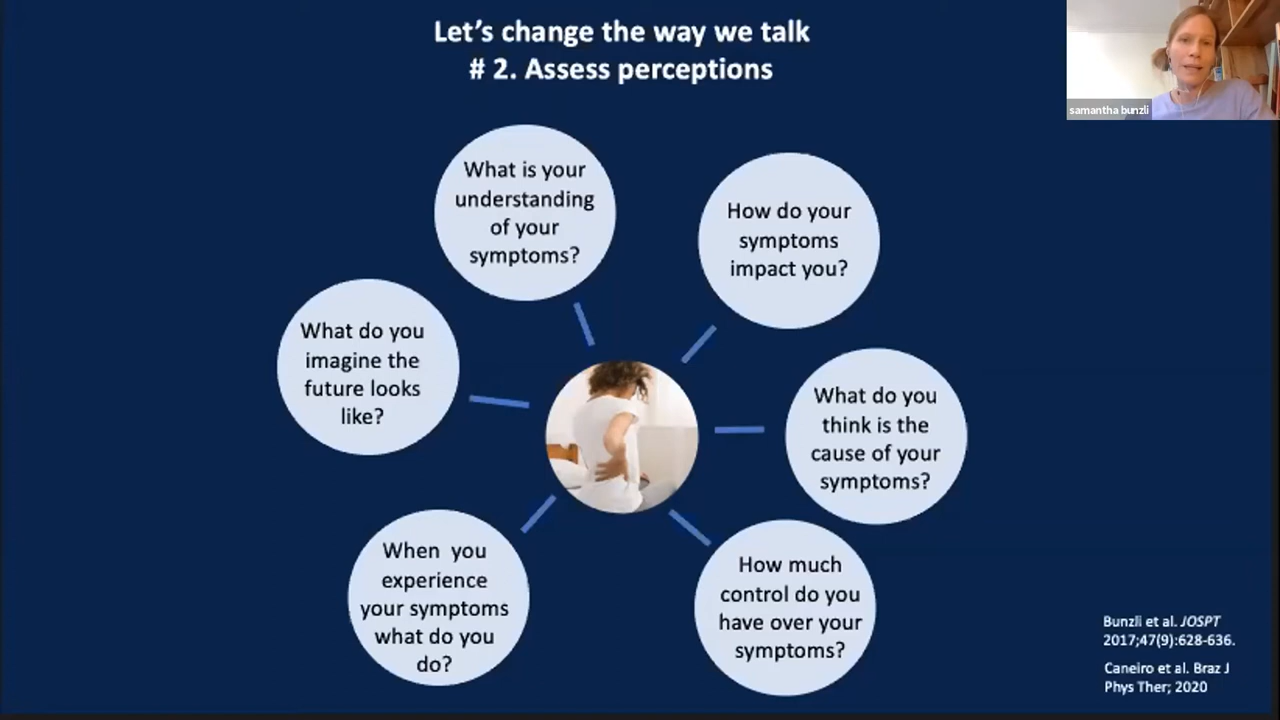 Let's change the way we talk
# 2. Assess perceptions
samantha bunzli
What is your
understanding
of your
symptoms?
How do your
symptoms
impact you?
What do you
imagine the
future looks
like?
What do you
think is the
cause of your
symptoms?
When you
experience
your symptoms
what do you
do?
How much
control do you
have over your
symptoms?
Bunzli et al. JOSPT
2017;47(9):628-636.
Caneiro et al. Braz J
Phys Ther; 2020